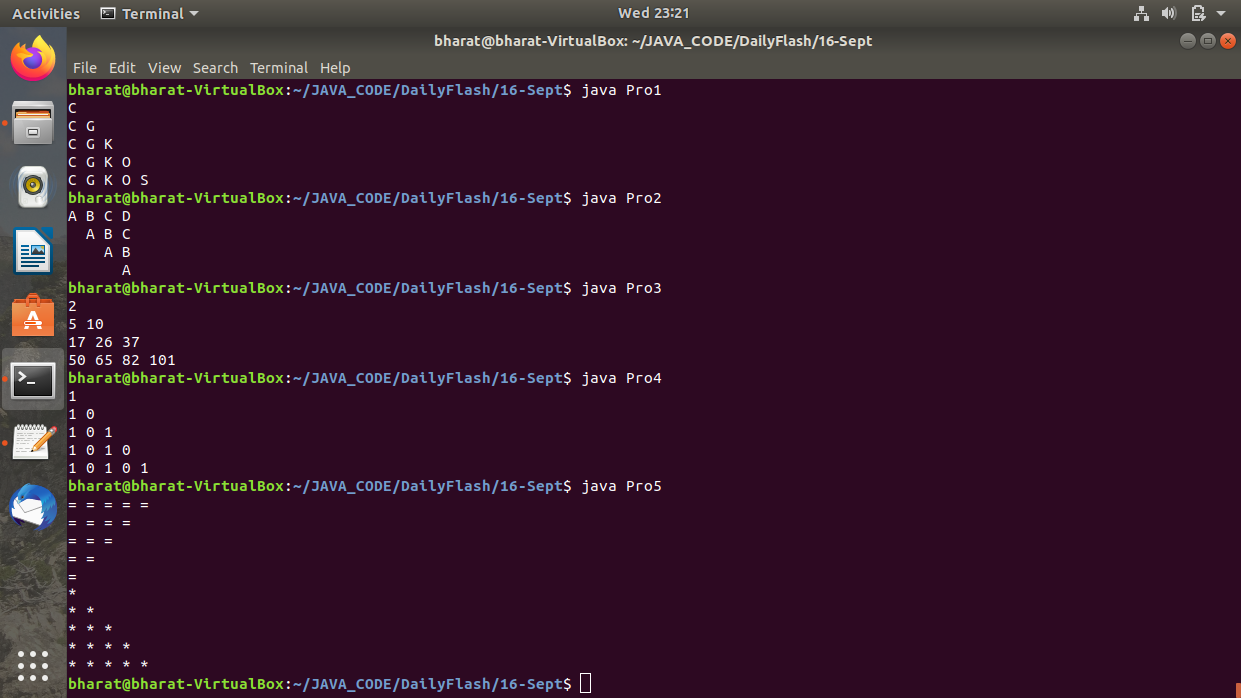 Activities Terminal Wed 23:21
bharat@bharat-VirtualBox: ~/JAVA_CODE/DailyFlash/16-Sept
File Edit View Search Terminal Help
bharat@bharat-VirtualBox:~/JAVA_CODE/DailyFlash/16-Sept$ java Pro1
C
C G
C G K
C G K O
C G K O S
bharat@bharat-VirtualBox:~/JAVA_CODE/DailyFlash/16-Sept$ java Pro2
A B C D
  A B C
    A B
      A
bharat@bharat-VirtualBox:~/JAVA_CODE/DailyFlash/16-Sept$ java Pro3
2
5 10
17 26 37
50 65 82 101
bharat@bharat-VirtualBox:~/JAVA_CODE/DailyFlash/16-Sept$ java Pro4
1
1 0
1 0 1
1 0 1 0
1 0 1 0 1
bharat@bharat-VirtualBox:~/JAVA_CODE/DailyFlash/16-Sept$ java Pro5
= = = = =
= = = =
= = =
= =
=
*
* *
* * *
* * * *
* * * * *
bharat@bharat-VirtualBox:~/JAVA_CODE/DailyFlash/16-Sept$